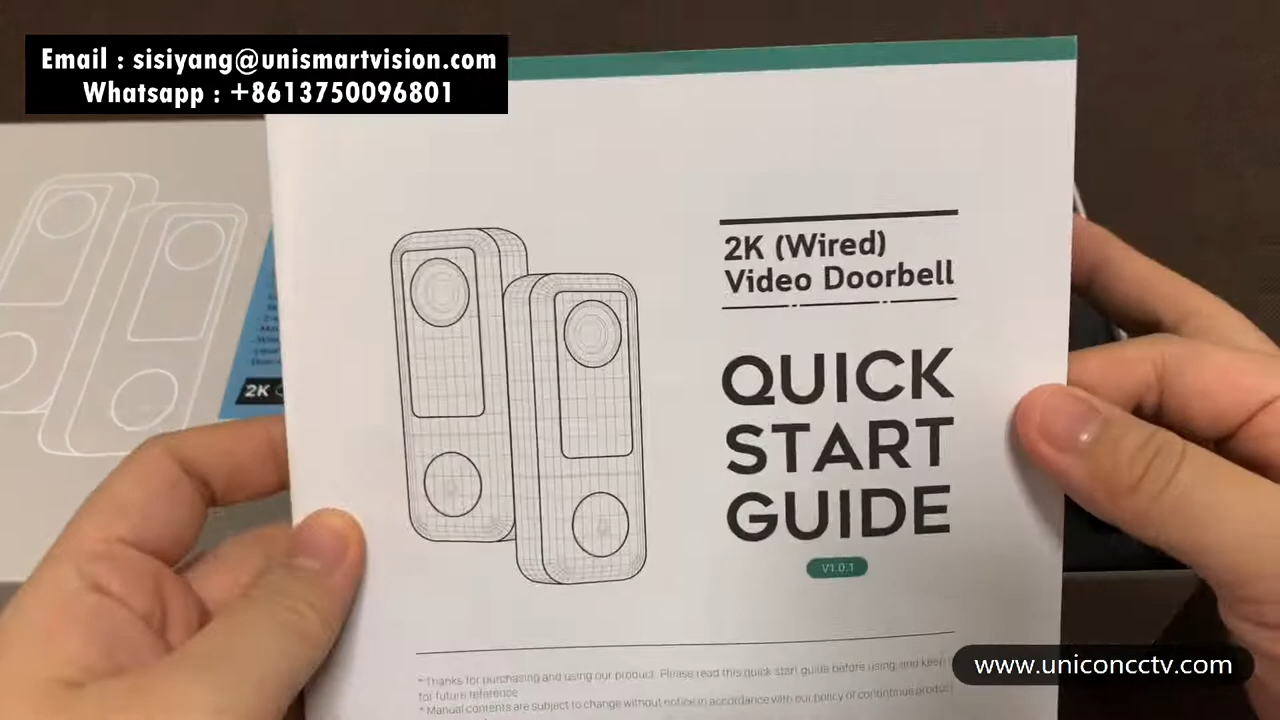 Email : sisiyang@unismartvision.com
Whatsapp : +8613750096801
2K (Wired)
Video Doorbell
QUICK
START
GUIDE
V1.0.1
* Thanks for purchasing and using our product. Please read this quick start guide before using, and keep
for future reference
* Manual contents are subject to change without notice in accordance with our policy of continue product
2K
www.uniconcctv.com